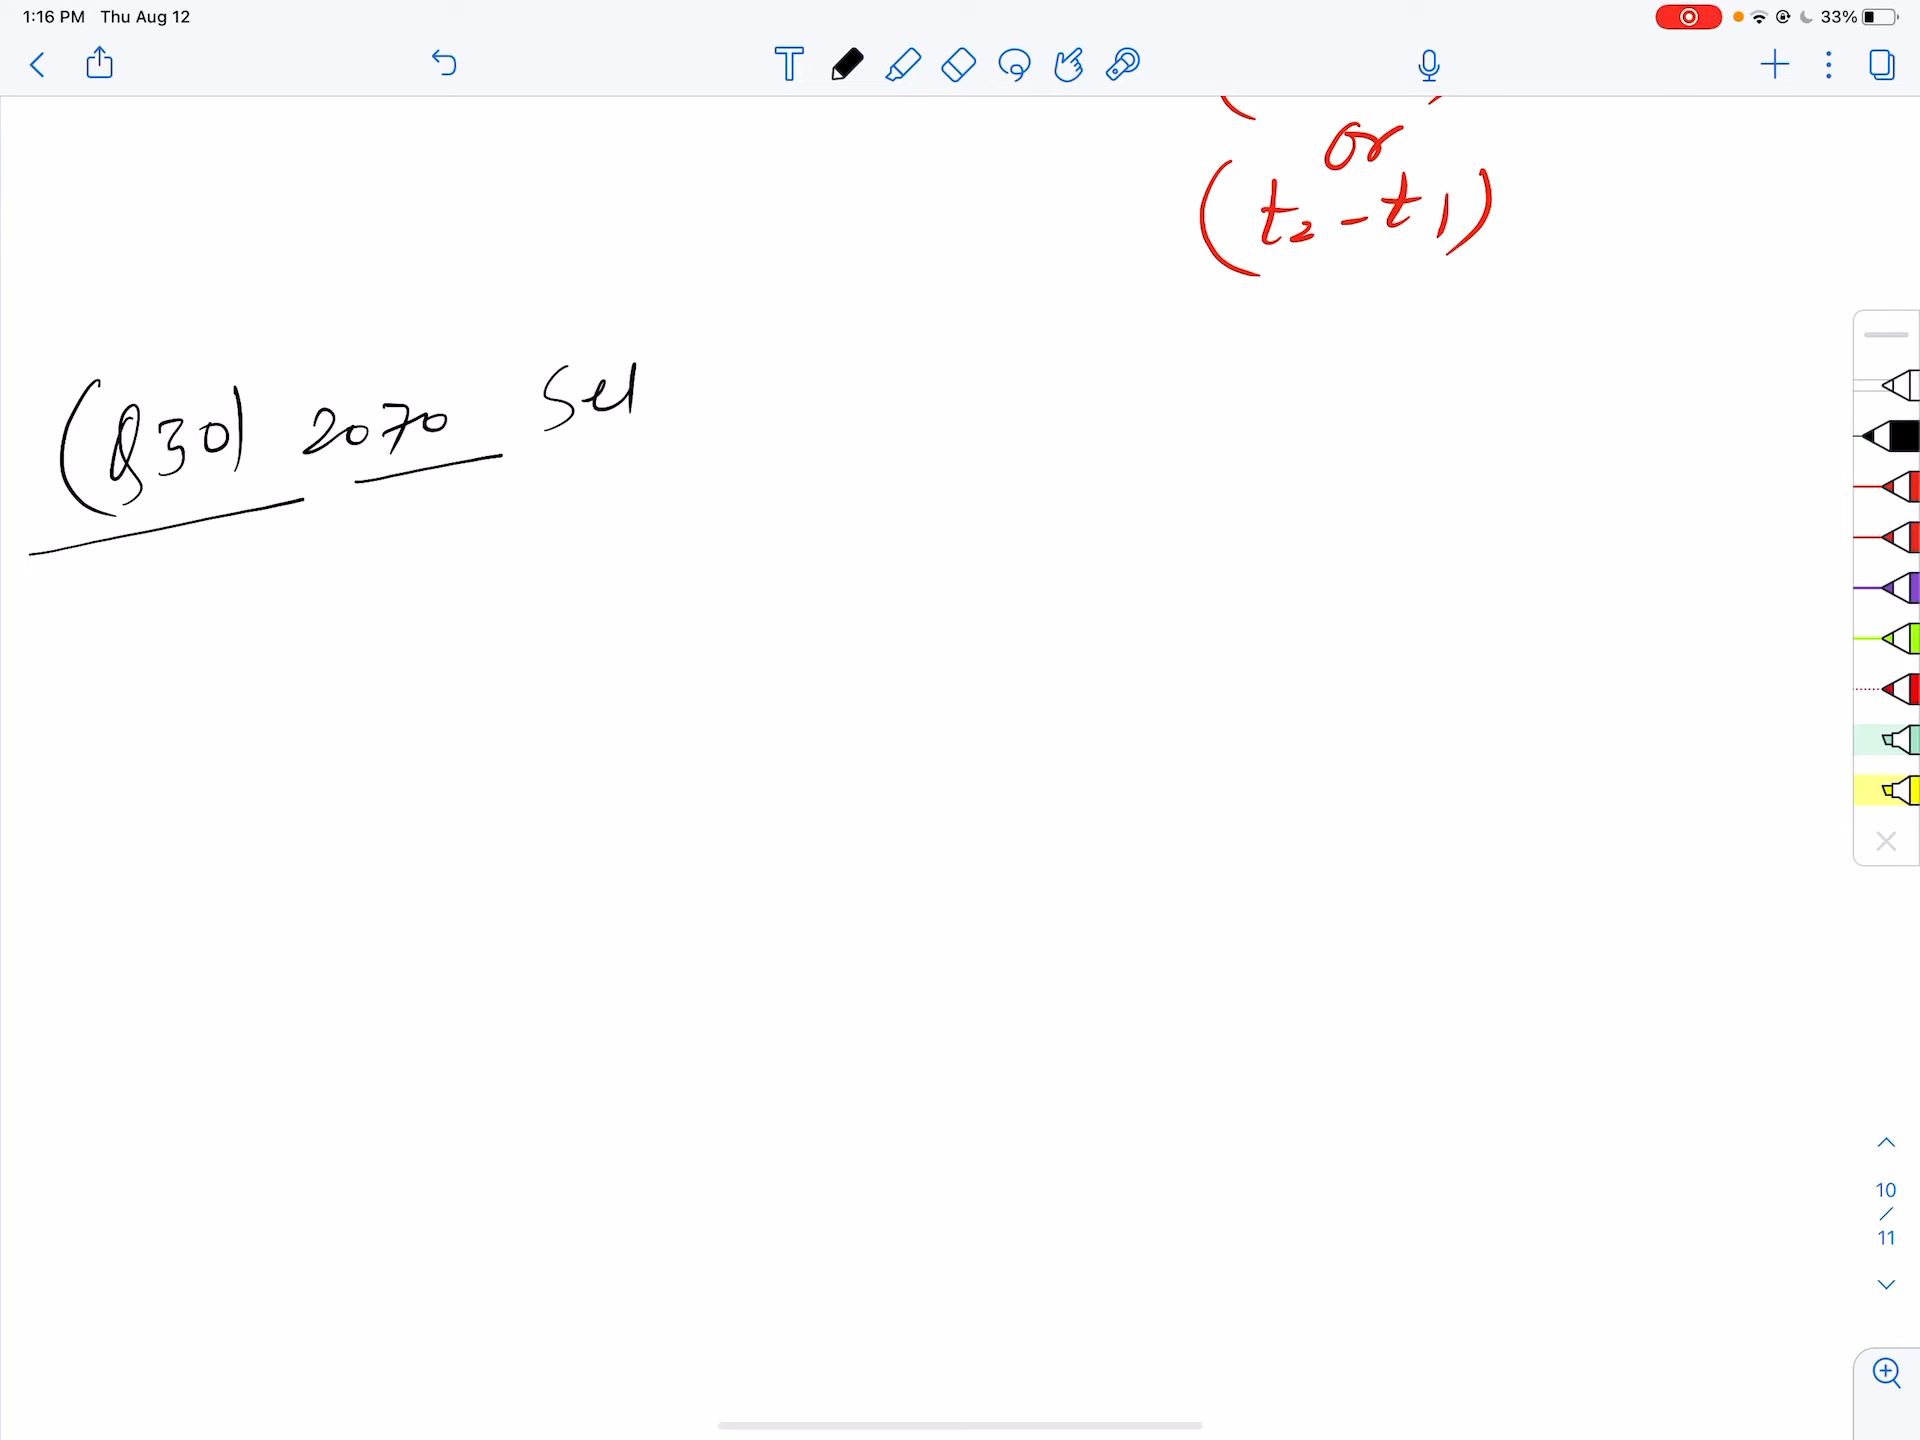 1:16 PM Thu Aug 12
33%
or
(t₂ - t₁)
(Q30) 2070 Set
10
/
11